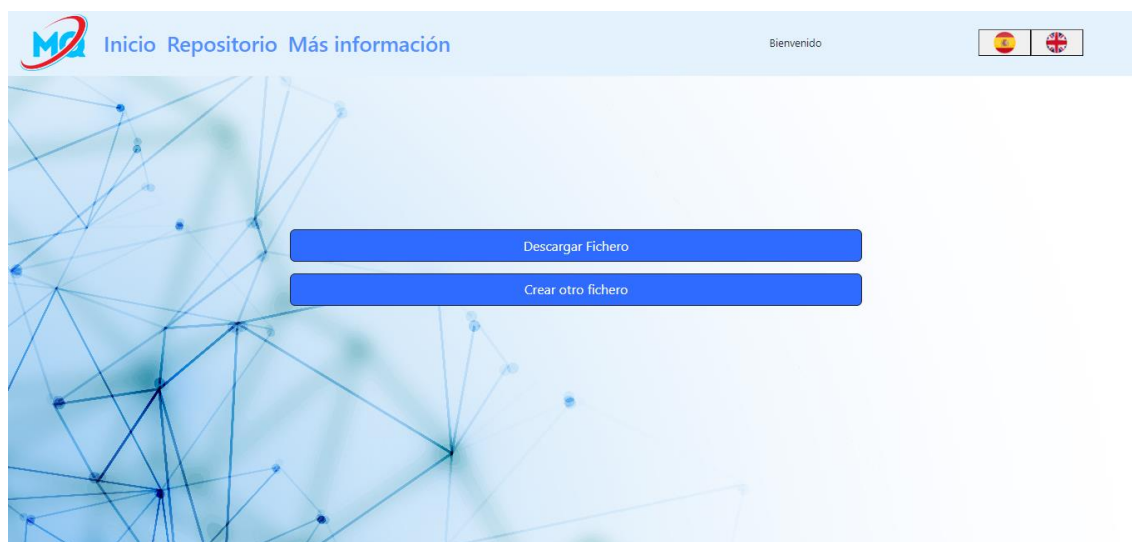 MQ Inicio Repositorio Más información Bienvenido
Descargar Fichero
Crear otro fichero